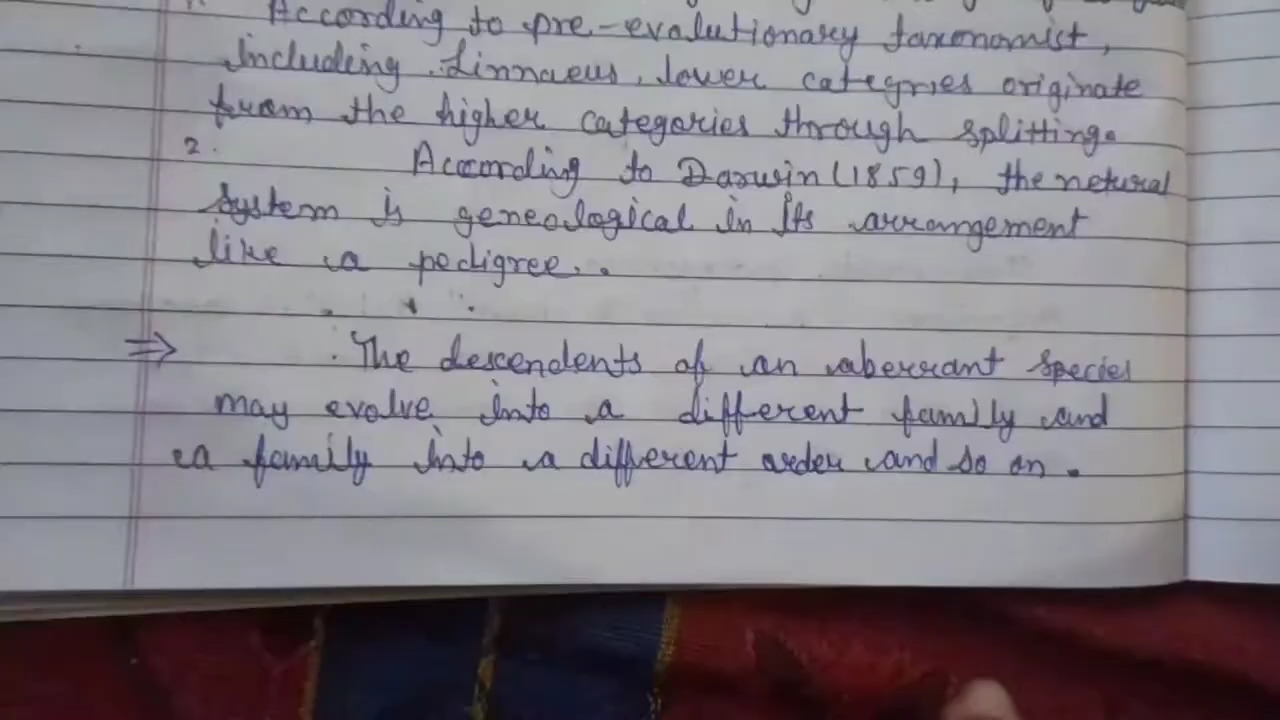 According to pre-evolutionary taxonomist,
including Linnaeus, lower categries originate
from the higher categories through splitting.
2. According to Darwin (1859), the netural
system is geneological in its arrangement
like a pedigree.
⇒ The descendents of an aberrant species
may evolve into a different family and
a family into a different order and so on.